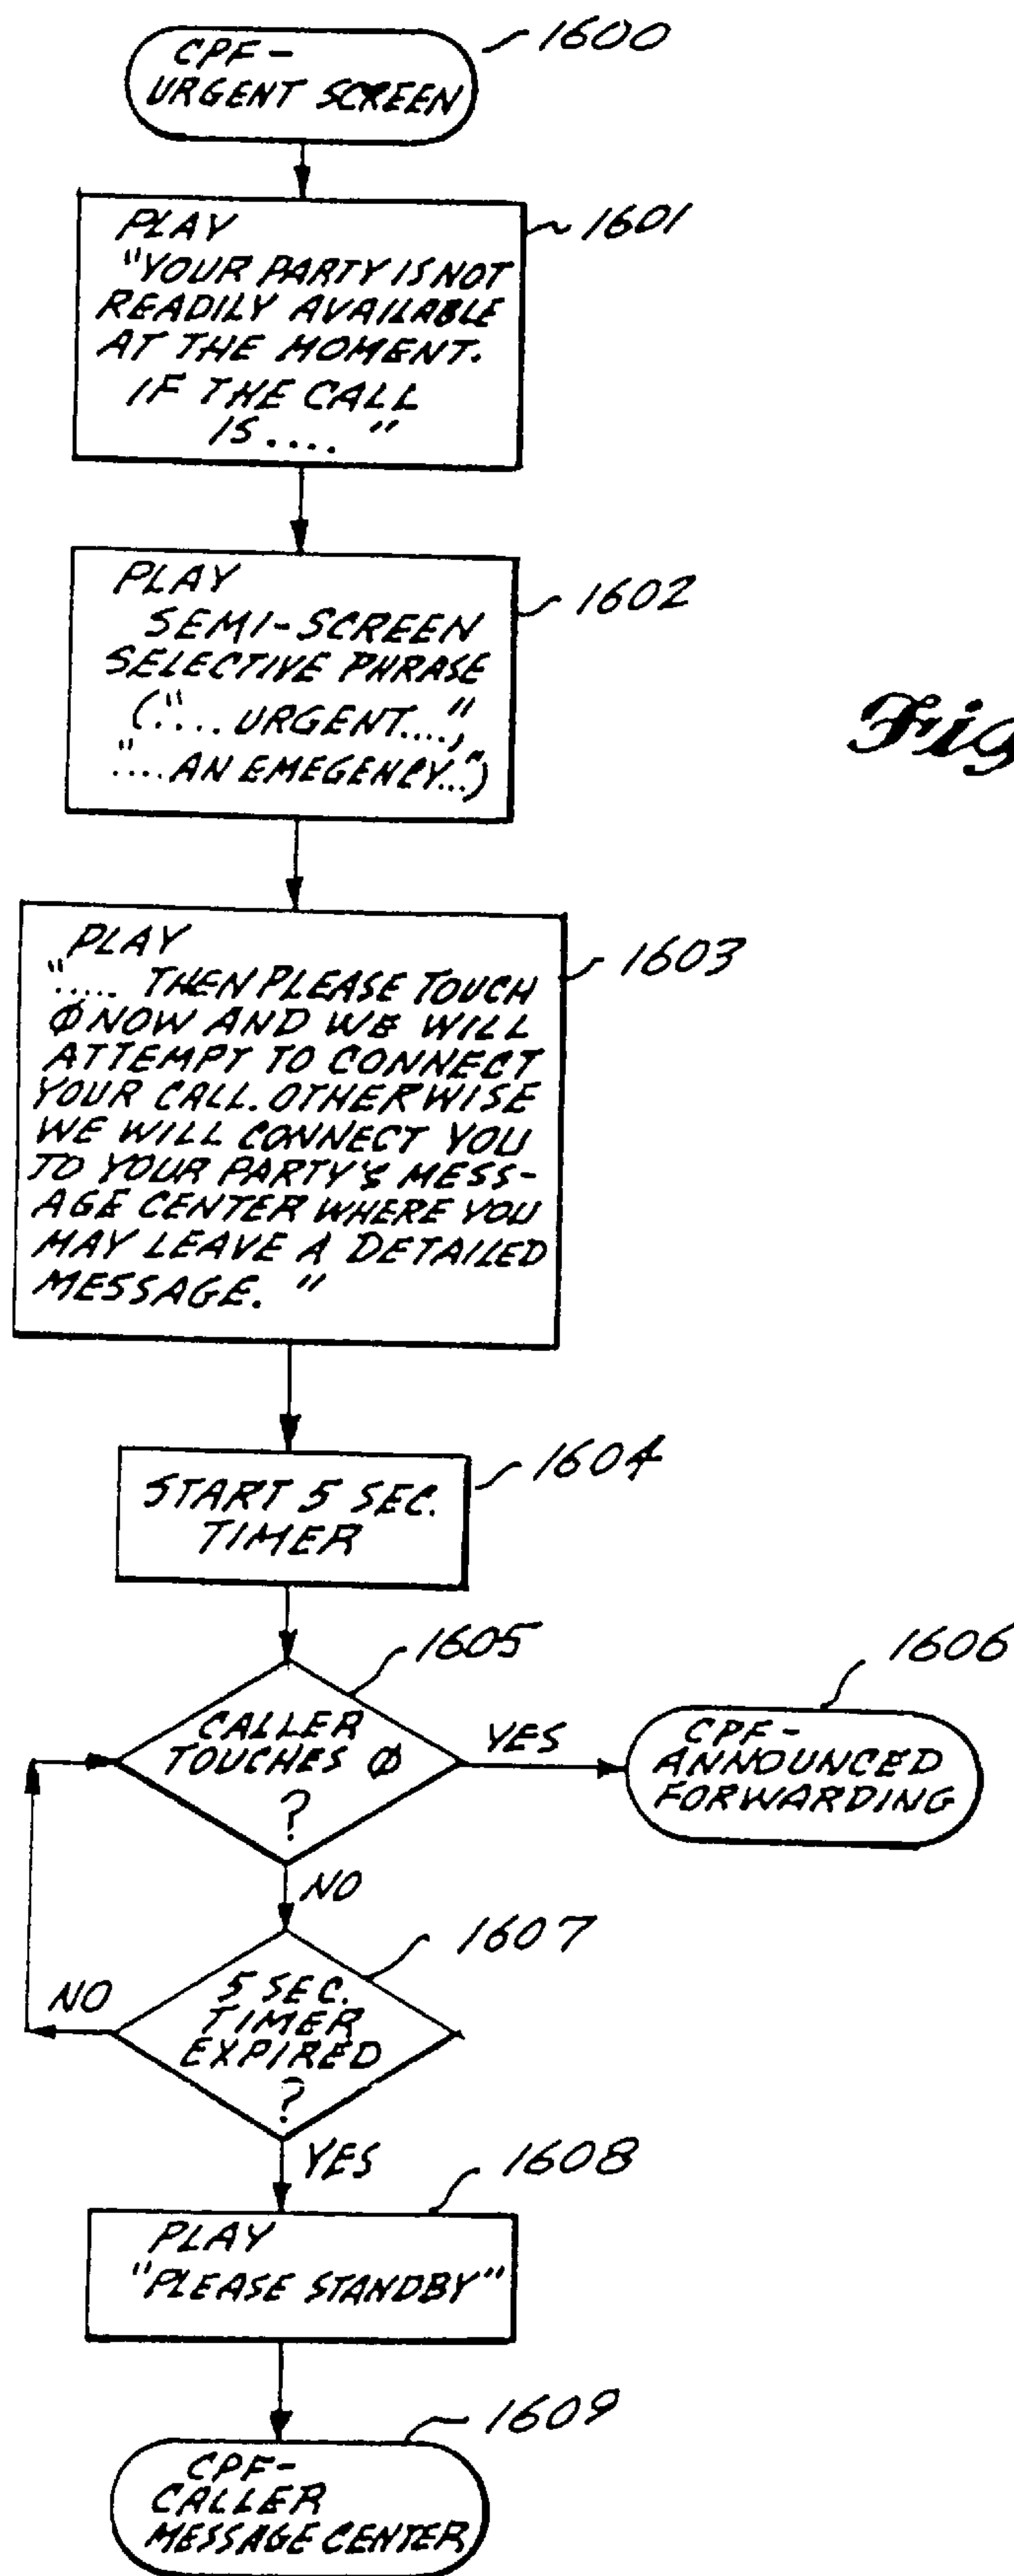 CPF-
URGENT SCREEN
1600
PLAY
"YOUR PARTY IS NOT
READILY AVAILABLE
AT THE MOMENT.
IF THE CALL
IS .... "
1601
PLAY
SEMI-SCREEN
SELECTIVE PHRASE
("....URGENT....",
"....AN EMEGENCY...")
1602
Fig
PLAY
"..... THEN PLEASE TOUCH
Ø NOW AND WE WILL
ATTEMPT TO CONNECT
YOUR CALL. OTHERWISE
WE WILL CONNECT YOU
TO YOUR PARTY'S MESS-
AGE CENTER WHERE YOU
MAY LEAVE A DETAILED
MESSAGE. "
1603
START 5 SEC.
TIMER
1604
CALLER
TOUCHES Ø
?
1605
YES
CPF-
ANNOUNCED
FORWARDING
1606
NO
5 SEC.
TIMER
EXPIRED
?
1607
NO
YES
PLAY
"PLEASE STANDBY"
1608
CPF-
CALLER
MESSAGE CENTER
1609